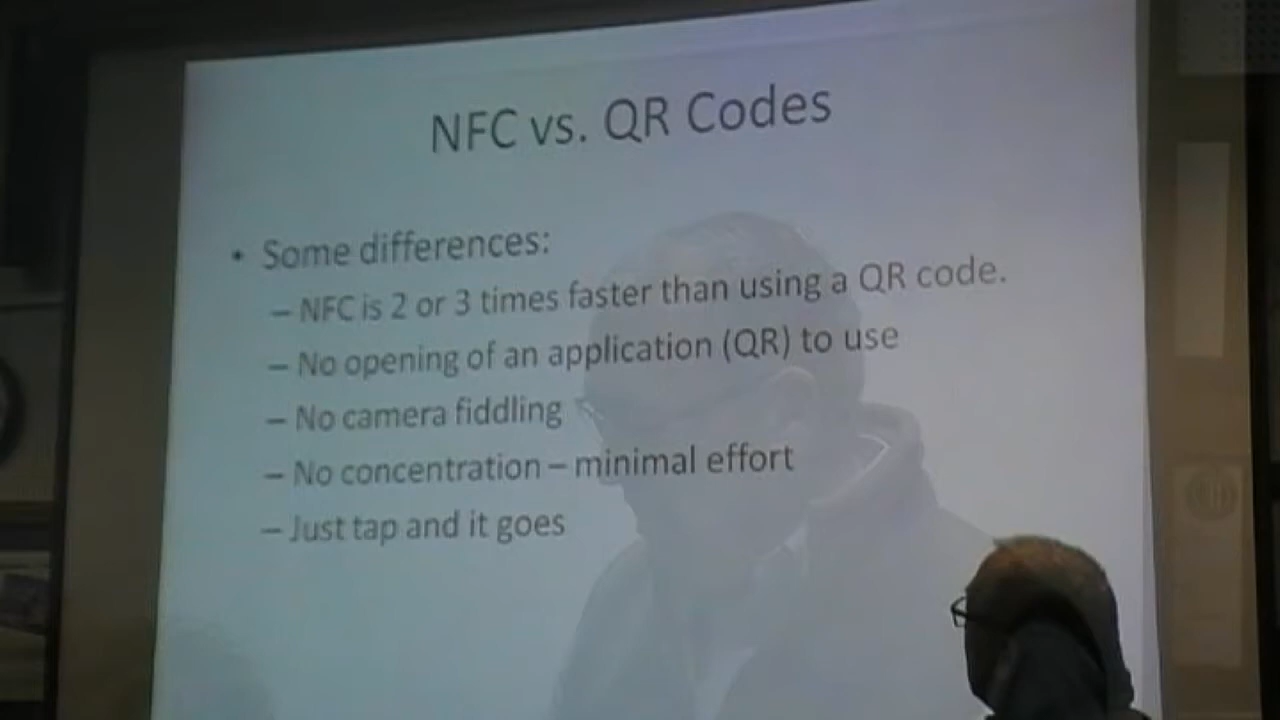 NFC vs. QR Codes
• Some differences:
– NFC is 2 or 3 times faster than using a QR code.
– No opening of an application (QR) to use
– No camera fiddling
– No concentration – minimal effort
– Just tap and it goes